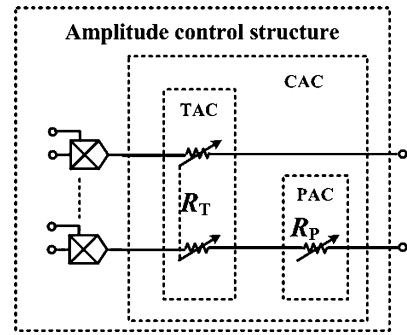 Amplitude control structure
CAC
TAC
R_T
PAC
R_P